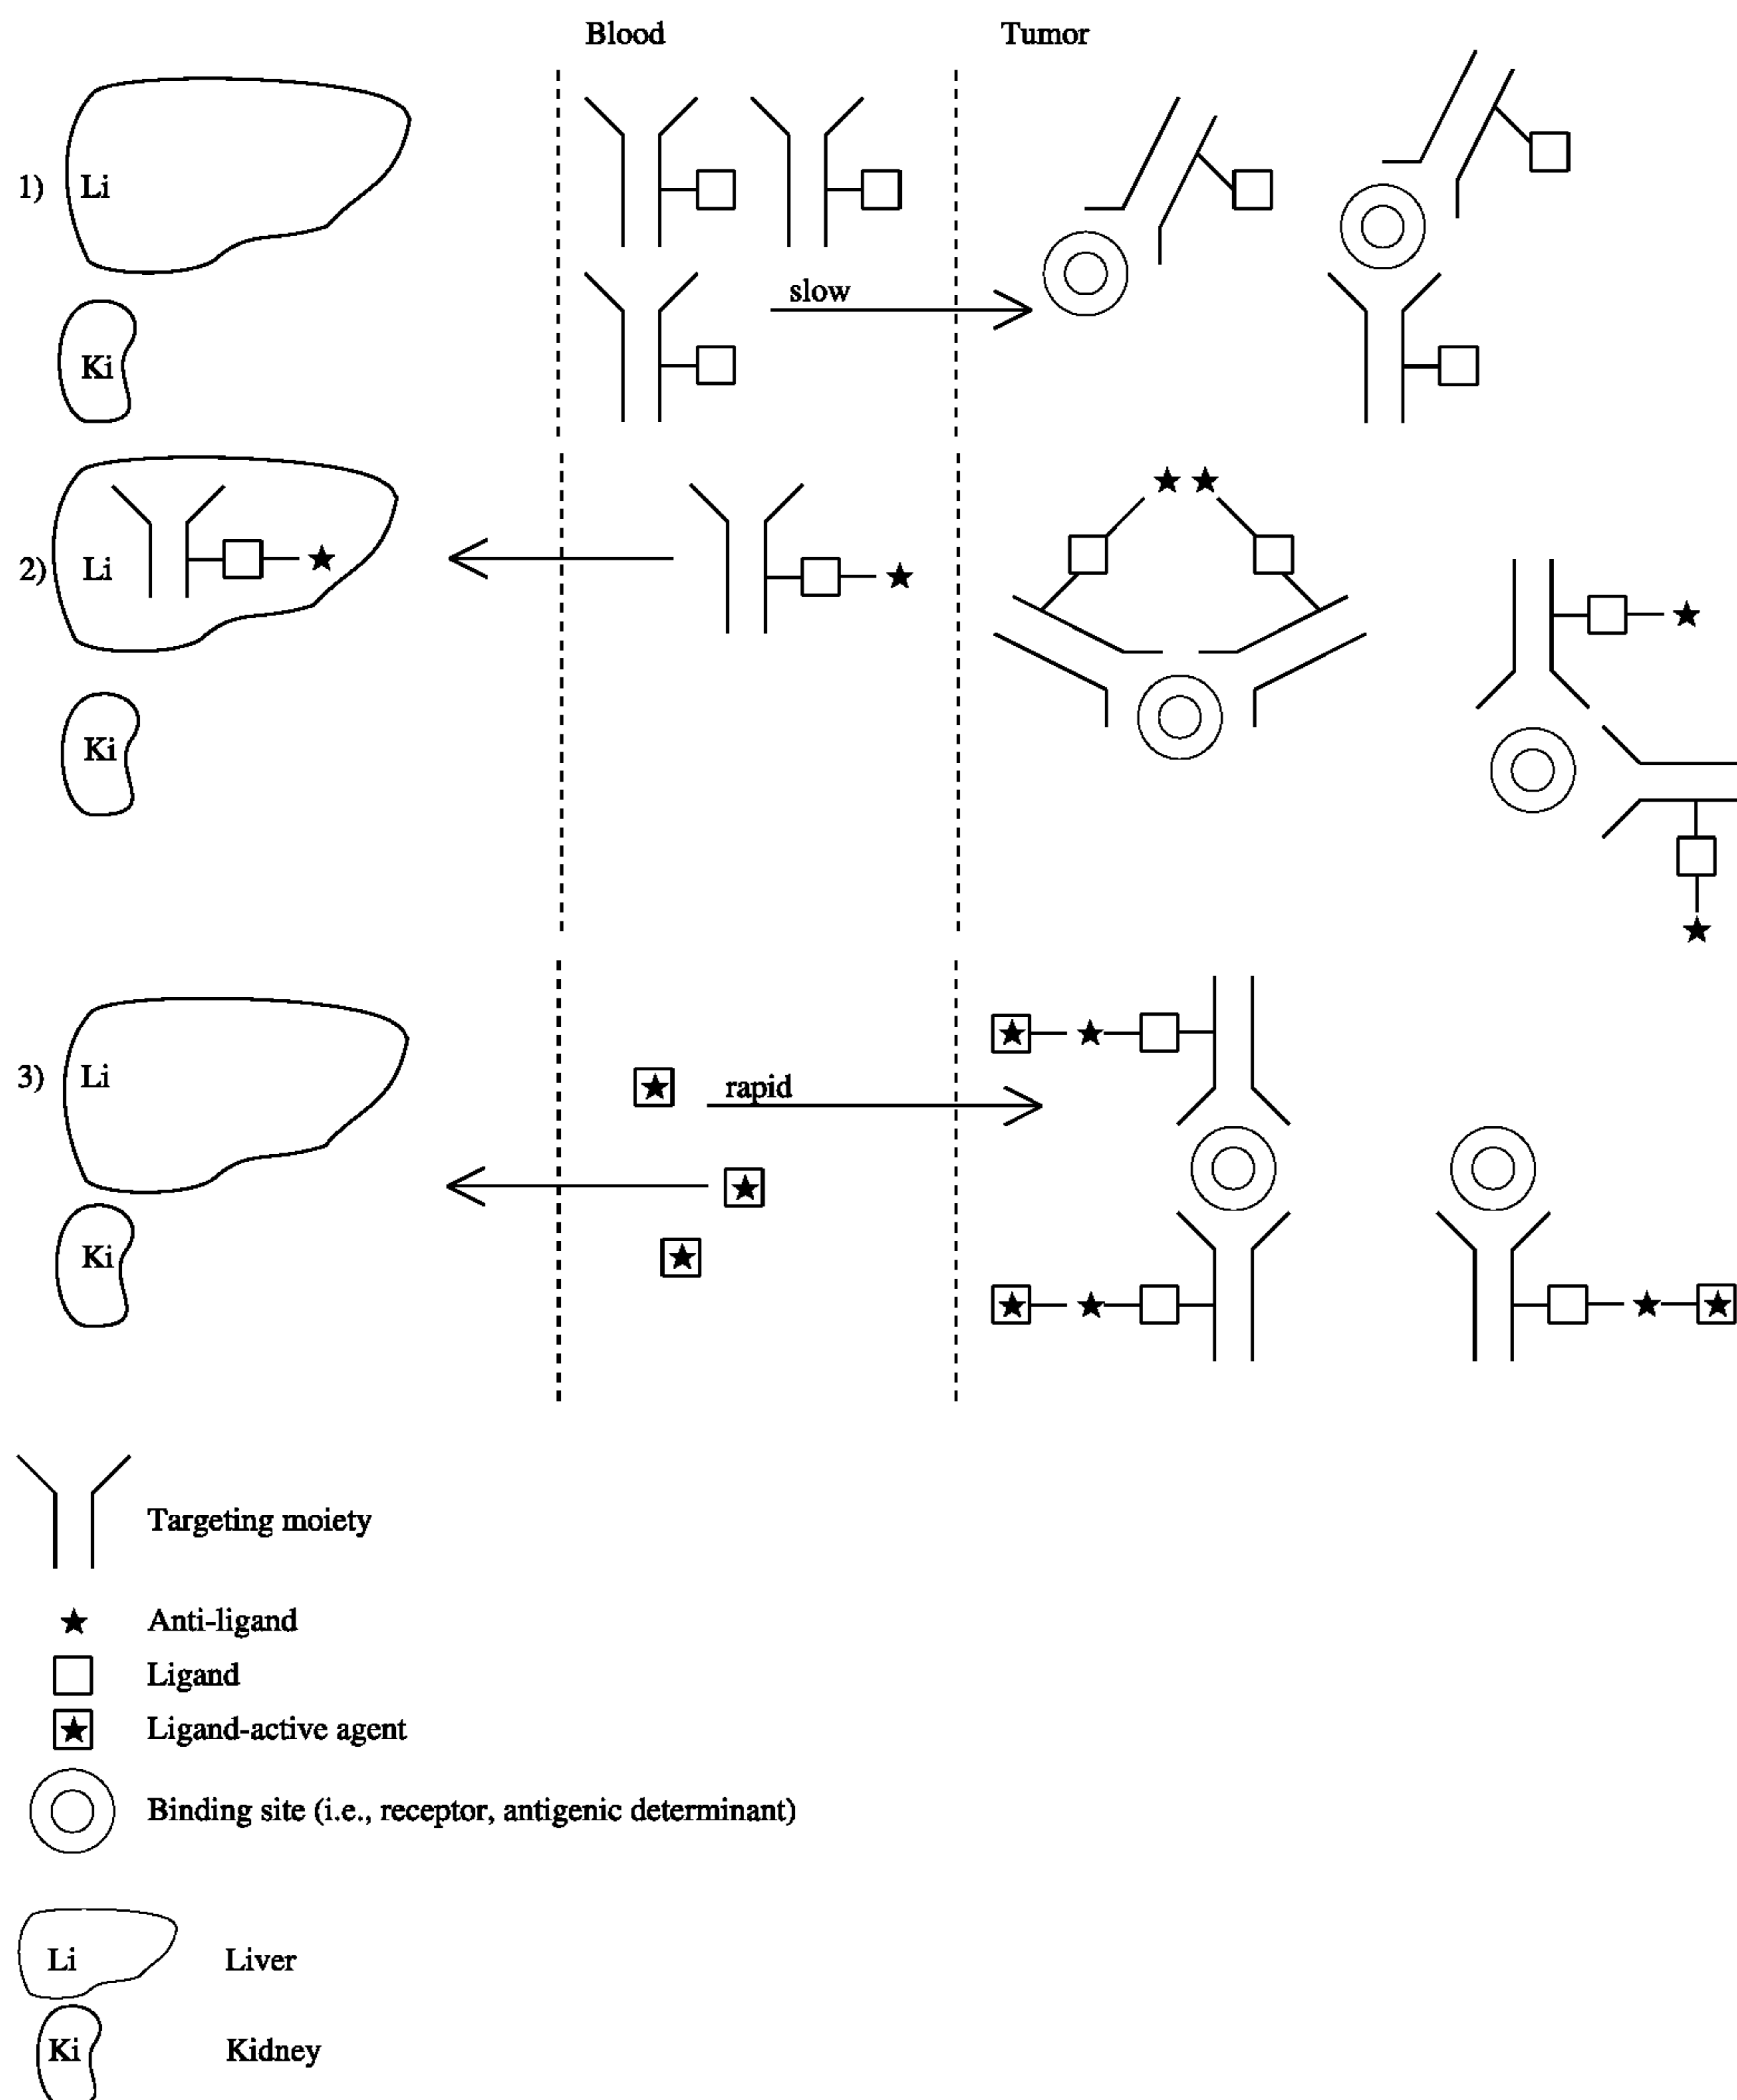 Blood
Tumor
1)
Li
slow
Ki
2)
Li
Ki
3)
Li
rapid
Ki
Targeting moiety
Anti-ligand
Ligand
Ligand-active agent
Binding site (i.e., receptor, antigenic determinant)
Li
Liver
Ki
Kidney